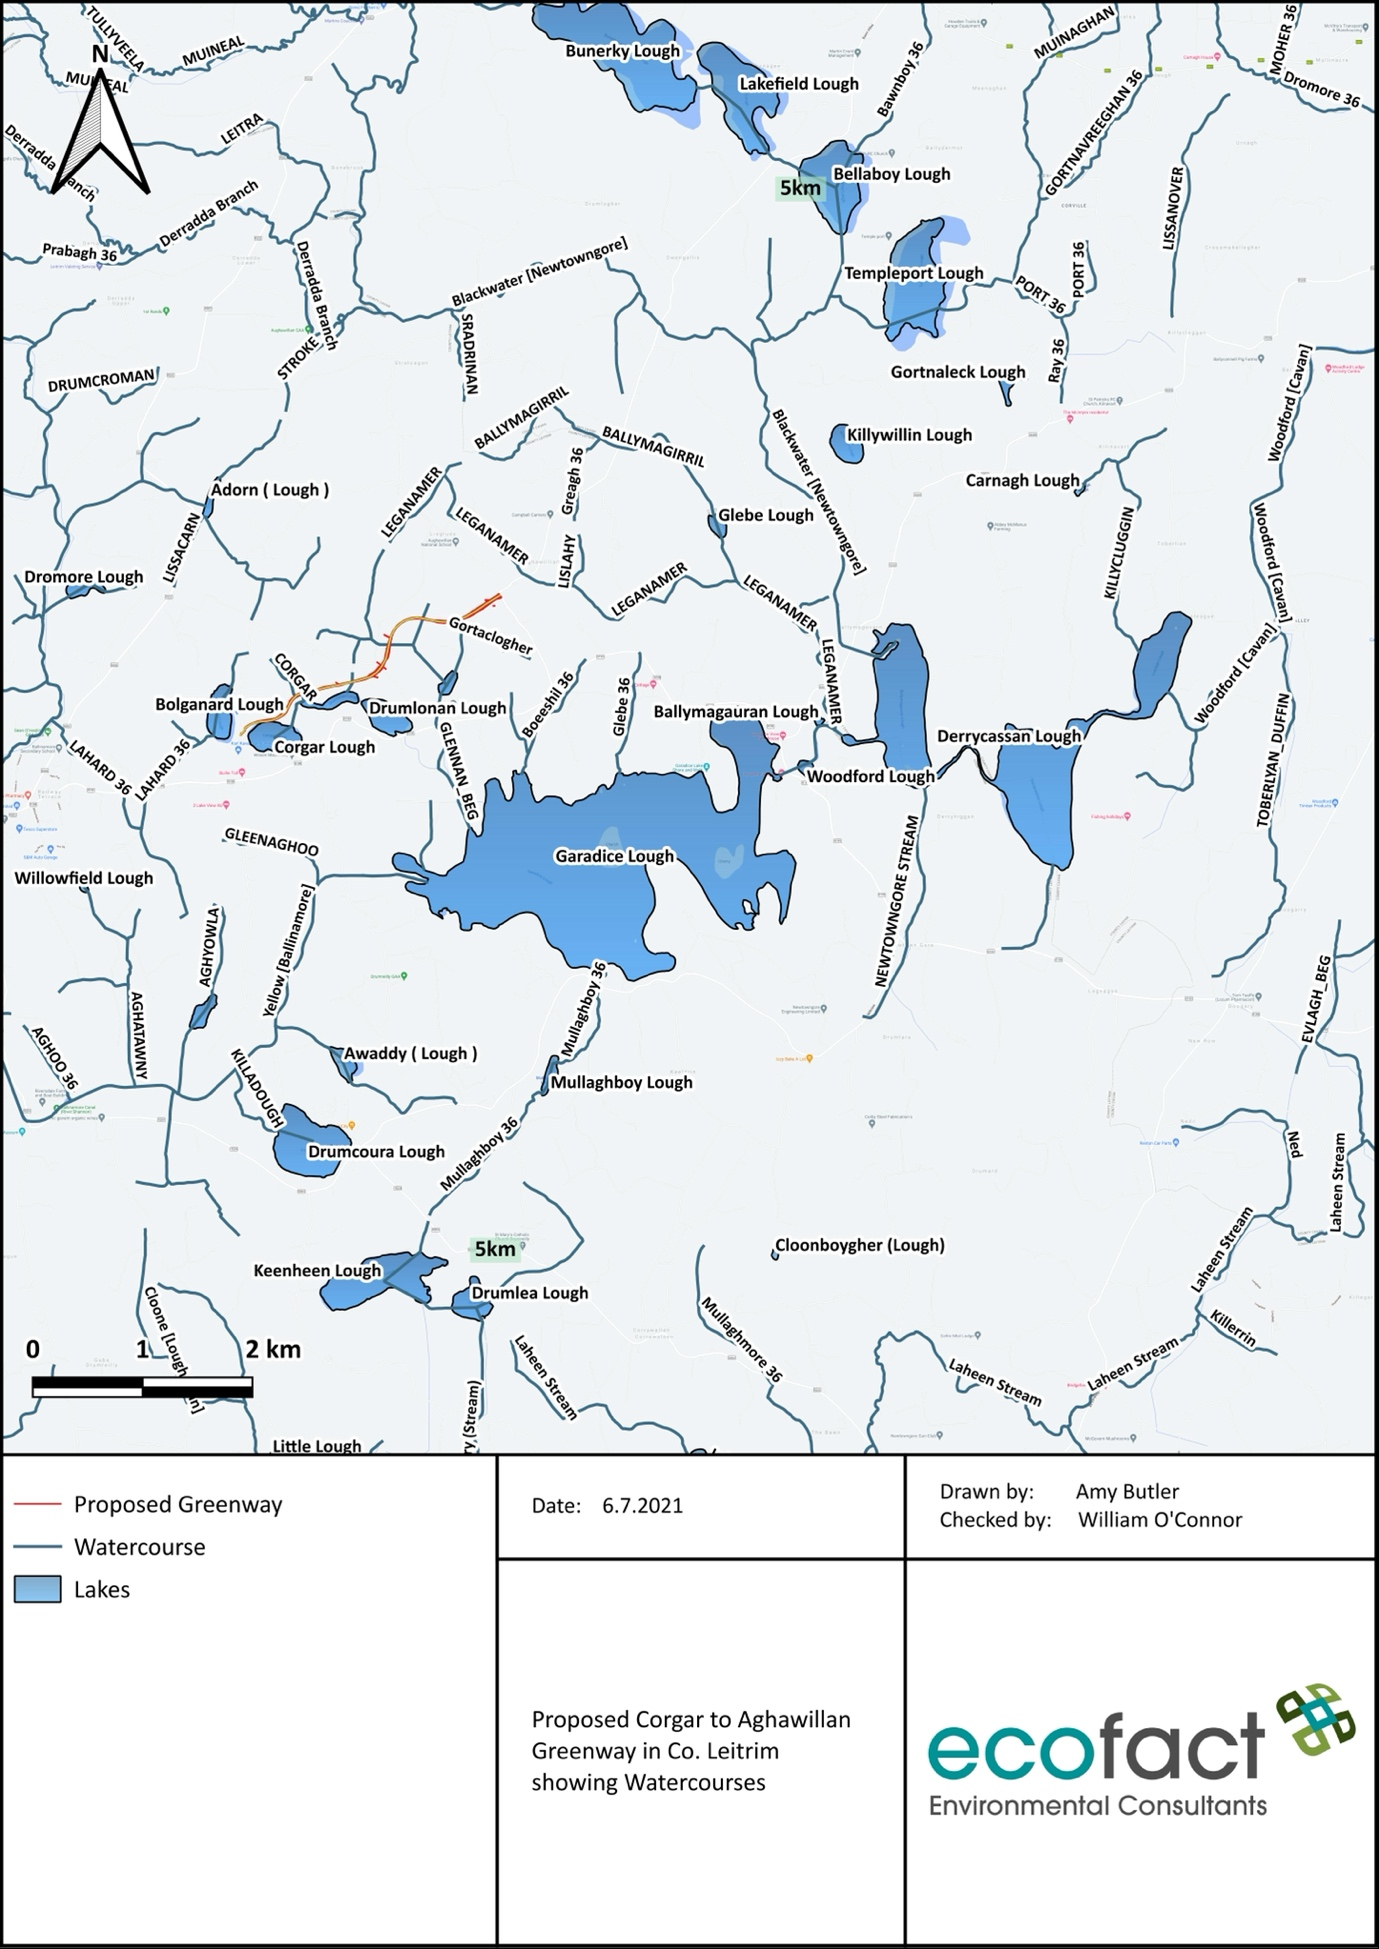 TULLYVEELA
MUINEAL
MUINAGHAN
MOHER 36
Bunerky Lough
Lakefield Lough
Bawnboy 36
N
Dromore 36
GORTNAVREEGHAN 36
LEITRA
Derradda
Branch
Bellaboy Lough
5km
LISSANOVER
Derradda Branch
Prabagh 36
Derradda Branch
Blackwater [Newtowngore]
Templeport Lough
PORT 36
PORT 36
SRADRINAN
STROKE
Ray 36
Gortnaleck Lough
DRUMCROMAN
Woodford [Cavan]
BALLYMAGIRRIL
BALLYMAGIRRIL
Killywillin Lough
Blackwater [Newtowngore]
Greagh 36
Carnagh Lough
Adorn ( Lough )
LEGANAMER
LEGANAMER
Glebe Lough
Woodford [Cavan]
LISSACARN
KILLYCLUGGIN
LISLAHY
Dromore Lough
LEGANAMER
LEGANAMER
Gortaclogher
LEGANAMER
Woodford [Cavan]
CORGAR
Boeeshil 36
Glebe 36
Bolganard Lough
Drumlonan Lough
Ballymagauran Lough
Derrycassan Lough
Corgar Lough
LAHARD 36
LAHARD 36
GLENNAN_BEG
Woodford Lough
TOBERLYAN_DUFFIN
GLEENAGHOO
Garadice Lough
NEWTOWNGORE STREAM
Willowfield Lough
AGHYOWLA
Yellow [Ballinamore]
EVLAGH_BEG
AGHATAWNY
Mullaghboy 36
AGHOO 36
KILLADOUGH
Awaddy ( Lough )
Mullaghboy Lough
Drumcoura Lough
Mullaghboy 36
Ned
Laheen Stream
5km
Cloonboygher (Lough)
Keenheen Lough
Drumlea Lough
Laheen Stream
Cloone [Lough
n]
Mullaghmore 36
Killerrin
0 1 2 km
Laheen Stream
Laheen Stream
Laheen Stream
ry (Stream)
Little Lough
Proposed Greenway
Watercourse
Lakes
Date: 6.7.2021
Drawn by: Amy Butler
Checked by: William O'Connor
Proposed Corgar to Aghawillan
Greenway in Co. Leitrim
showing Watercourses
ecofact
Environmental Consultants